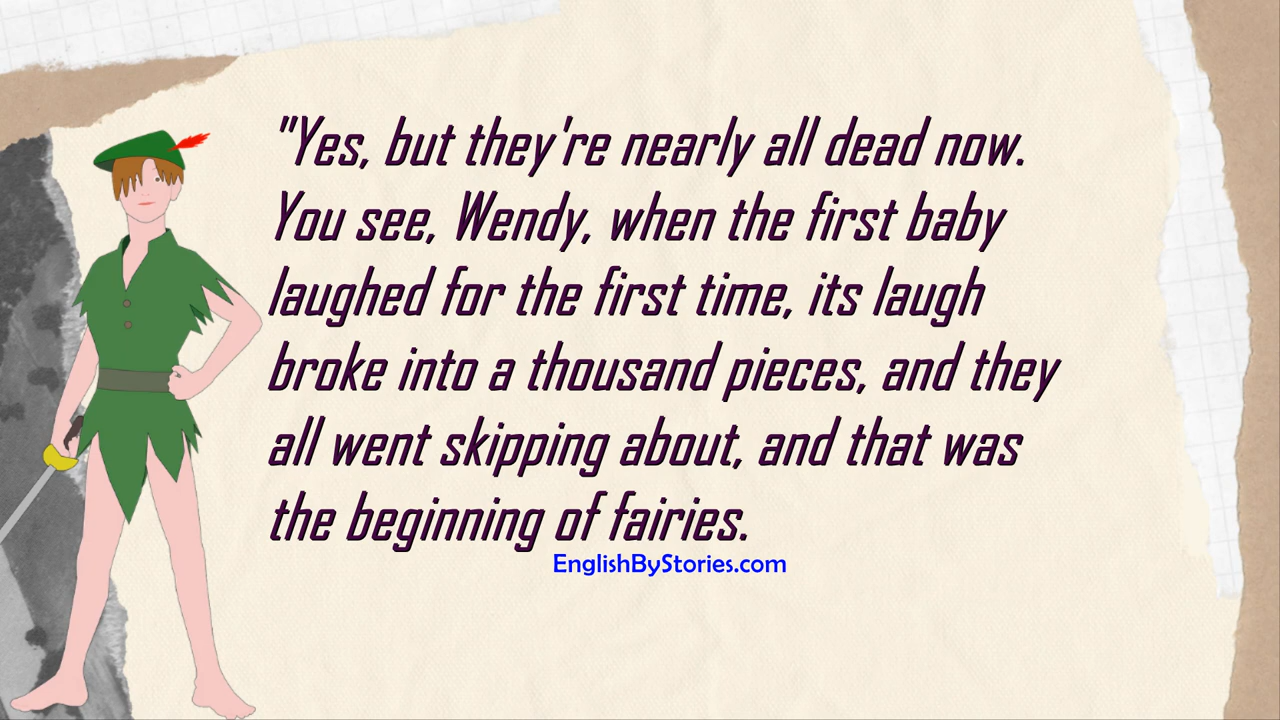 "Yes, but they're nearly all dead now.
You see, Wendy, when the first baby
laughed for the first time, its laugh
broke into a thousand pieces, and they
all went skipping about, and that was
the beginning of fairies.
EnglishByStories.com